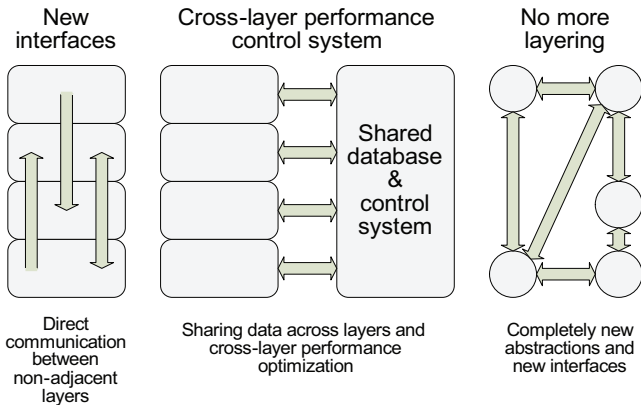 New
interfaces
Cross-layer performance
control system
No more
layering
Shared
database
&
control
system
Direct
communication
between
non-adjacent
layers
Sharing data across layers and
cross-layer performance
optimization
Completely new
abstractions and
new interfaces